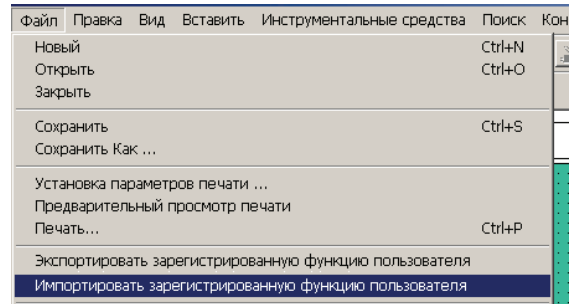 Файл Правка Вид Вставить Инструментальные средства Поиск Кон
Новый Ctrl+N
Открыть Ctrl+O
Закрыть
Сохранить Ctrl+S
Сохранить Как ...
Установка параметров печати ...
Предварительный просмотр печати
Печать... Ctrl+P
Экспортировать зарегистрированную функцию пользователя
Импортировать зарегистрированную функцию пользователя